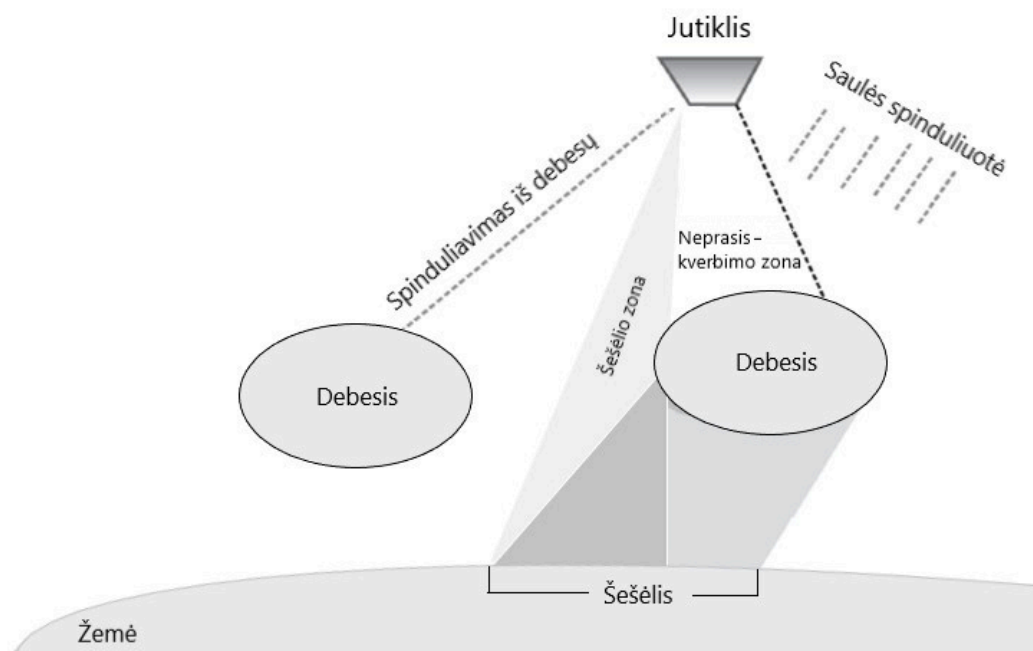 Jutiklis
Saulės spinduliuotė
Spinduliavimas iš debesų
Neprasis–
kverbimo zona
Šešėlio zona
Debesis
Debesis
Šešėlis
Žemė